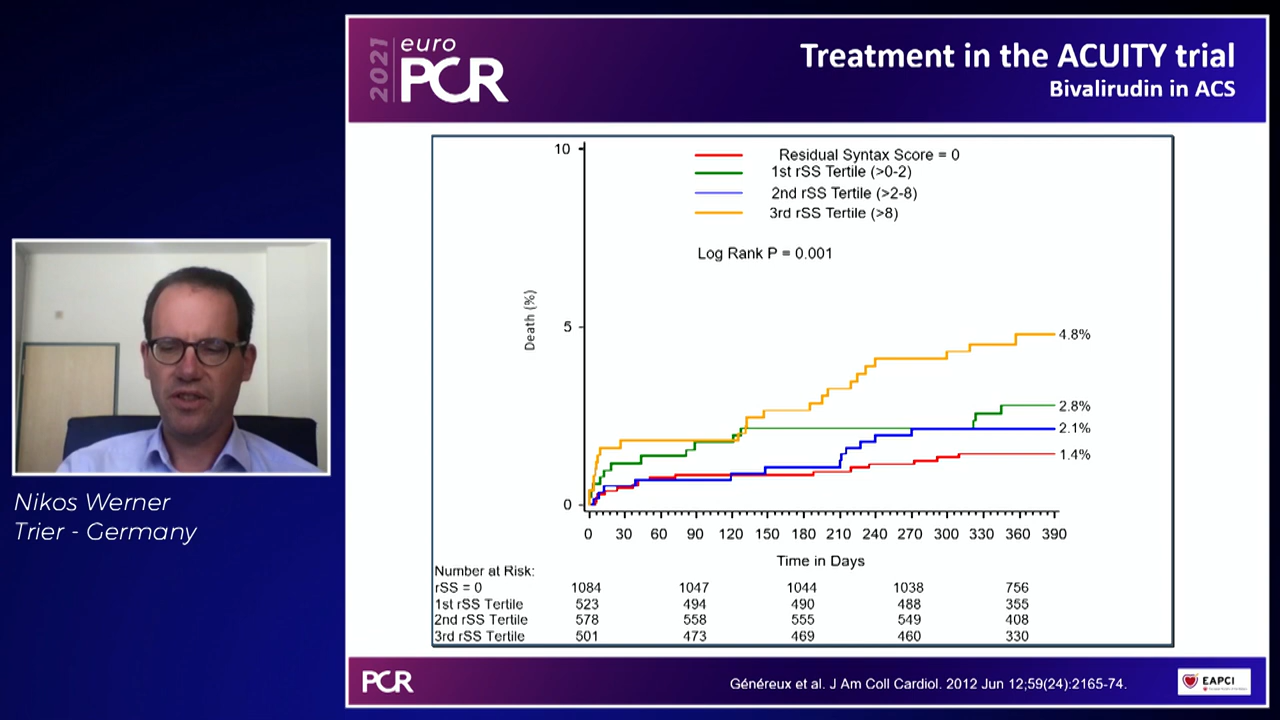 2021
euro
PCR
Treatment in the ACUITY trial
Bivalirudin in ACS
10
5
0
Death (%)
Residual Syntax Score = 0
1st rSS Tertile (>0-2)
2nd rSS Tertile (>2-8)
3rd rSS Tertile (>8)
Log Rank P = 0.001
4.8%
2.8%
2.1%
1.4%
0 30 60 90 120 150 180 210 240 270 300 330 360 390
Time in Days
Number at Risk:
rSS = 0 1084 1047 1044 1038 756
1st rSS Tertile 523 494 490 488 355
2nd rSS Tertile 578 558 555 549 408
3rd rSS Tertile 501 473 469 460 330
Nikos Werner
Trier - Germany
PCR
Généreux et al. J Am Coll Cardiol. 2012 Jun 12;59(24):2165-74.
EAPCI